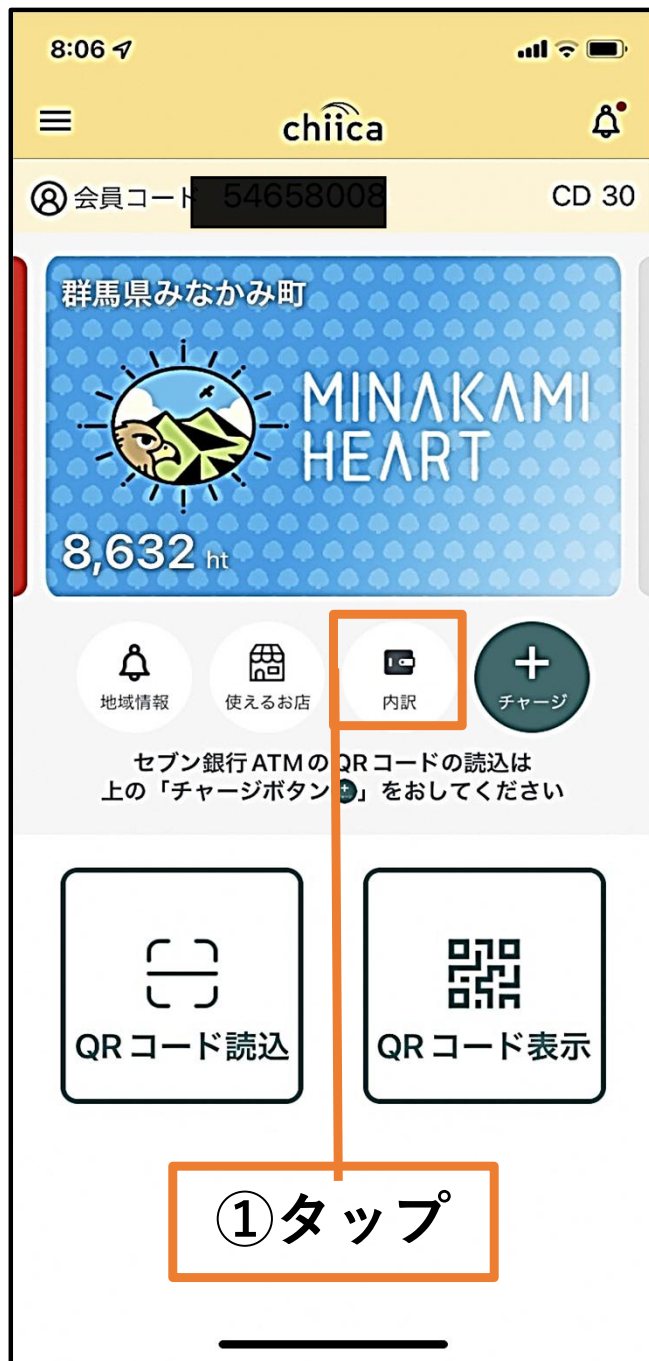 8:06
chiica
会員コード
CD 30
群馬県みなかみ町
MINAKAMI
HEART
8,632 ht
地域情報
使えるお店
内訳
チャージ
セブン銀行ATMのQRコードの読込は
上の「チャージボタン」をおしてください
QRコード読込
QRコード表示
①タップ